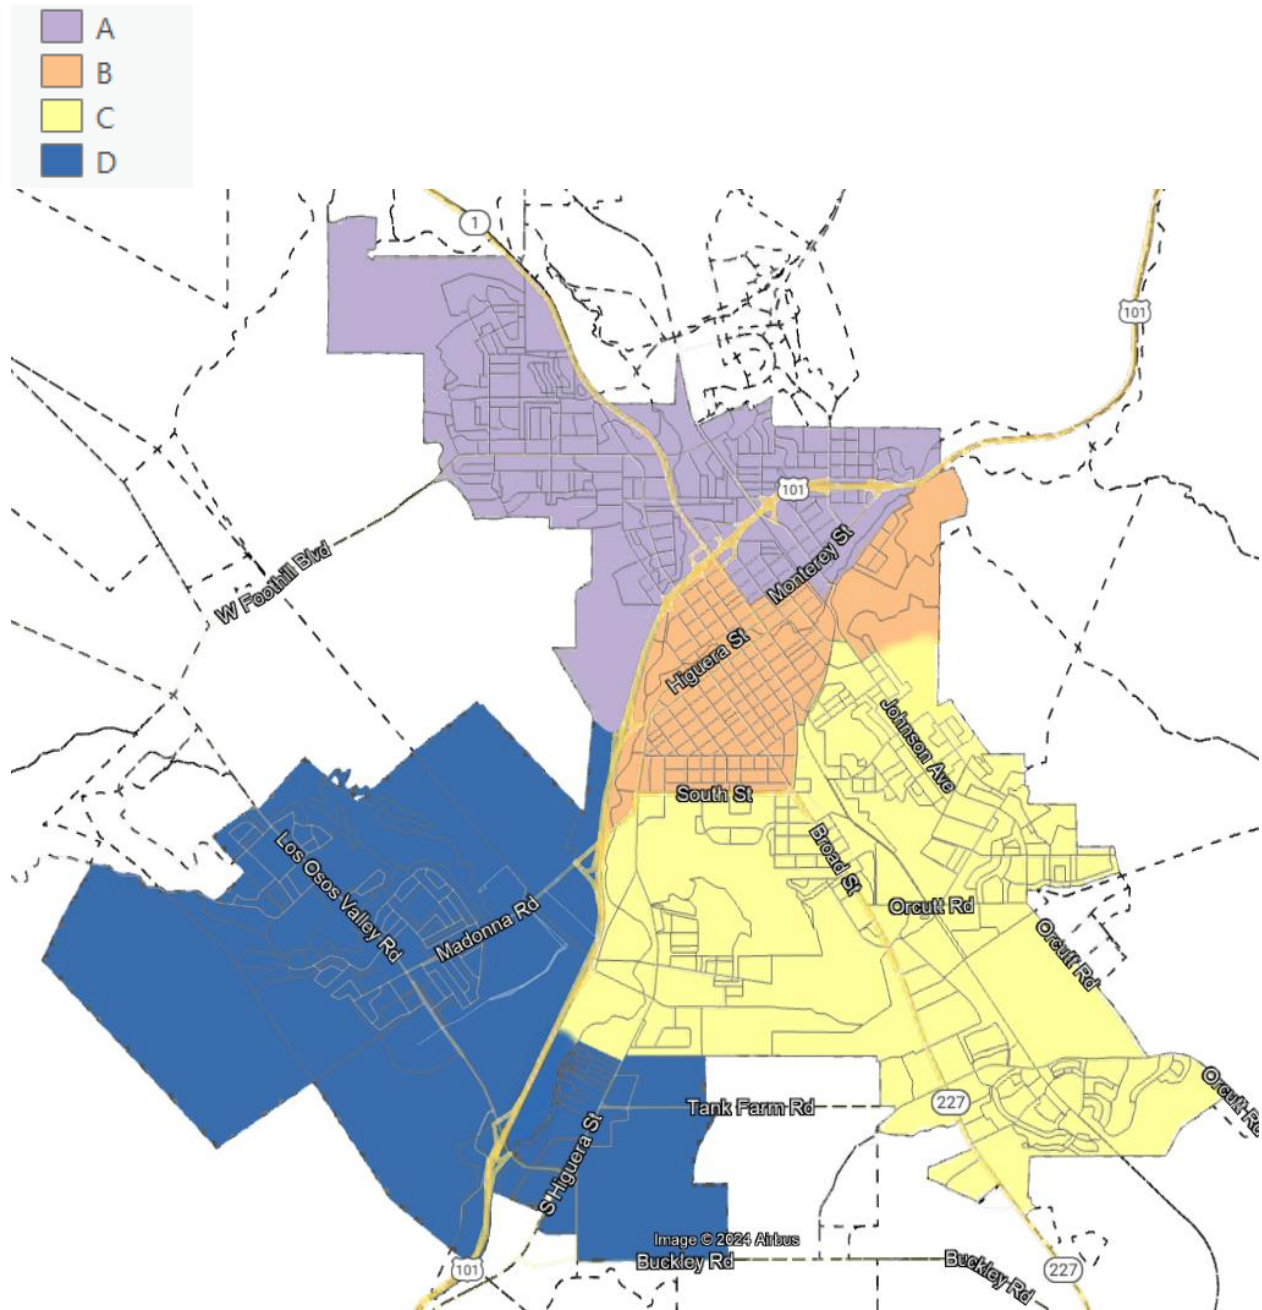 A
B
C
D
1
101
101
W Foothill Blvd
Monterey St
Higuera St
Johnson Ave
South St
Los Osos Valley Rd
Broad St
Madonna Rd
Orcutt Rd
Orcutt Rd
Orcutt Rd
Tank Farm Rd
227
S Higuera St
Image © 2024 Airbus
Buckley Rd
Buckley Rd
101
227